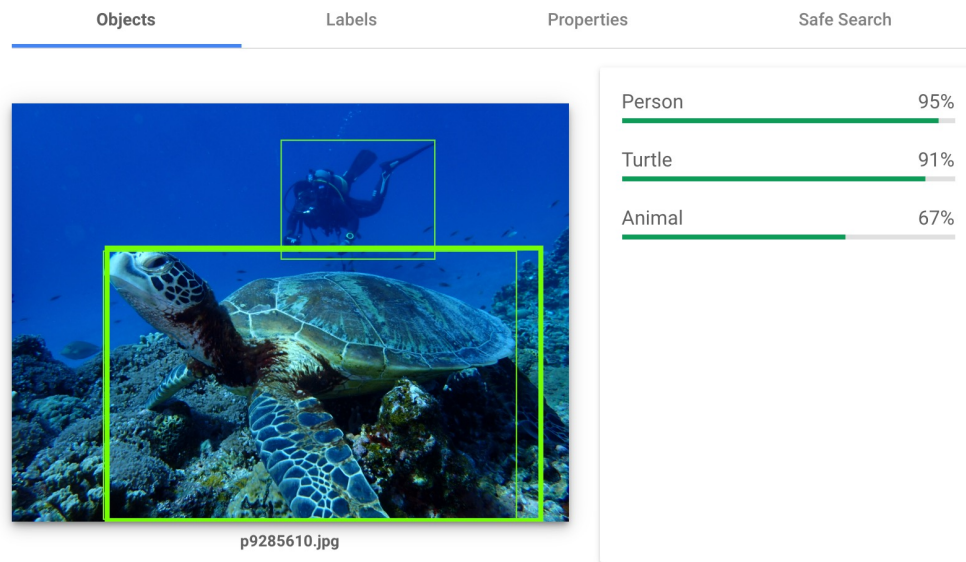 Objects Labels Properties Safe Search
Person 95%
Turtle 91%
Animal 67%
p9285610.jpg